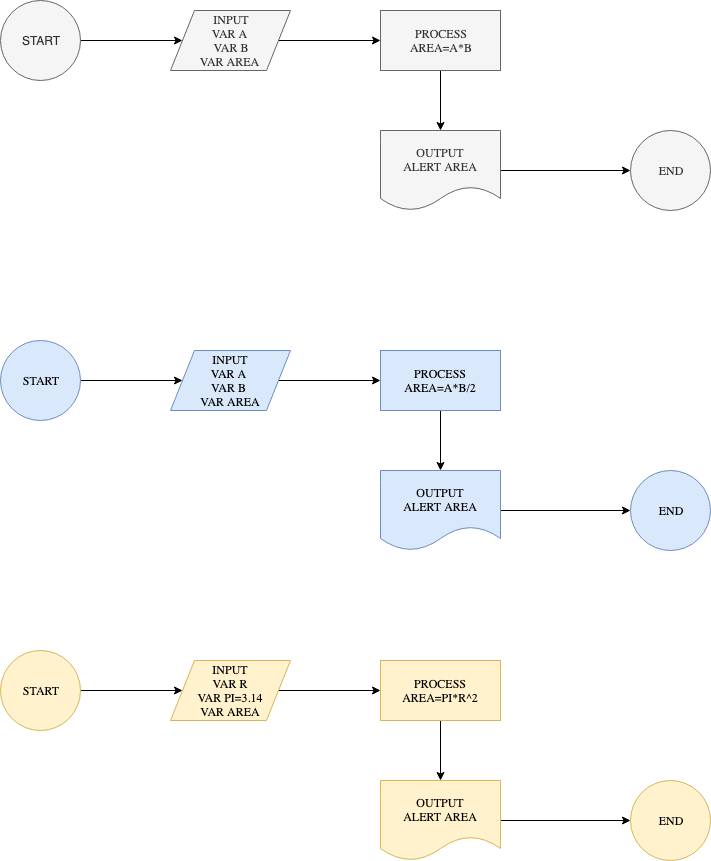 START
INPUT
VAR A
VAR B
VAR AREA
PROCESS
AREA=A*B
OUTPUT
ALERT AREA
END
START
INPUT
VAR A
VAR B
VAR AREA
PROCESS
AREA=A*B/2
OUTPUT
ALERT AREA
END
START
INPUT
VAR R
VAR PI=3.14
VAR AREA
PROCESS
AREA=PI*R^2
OUTPUT
ALERT AREA
END